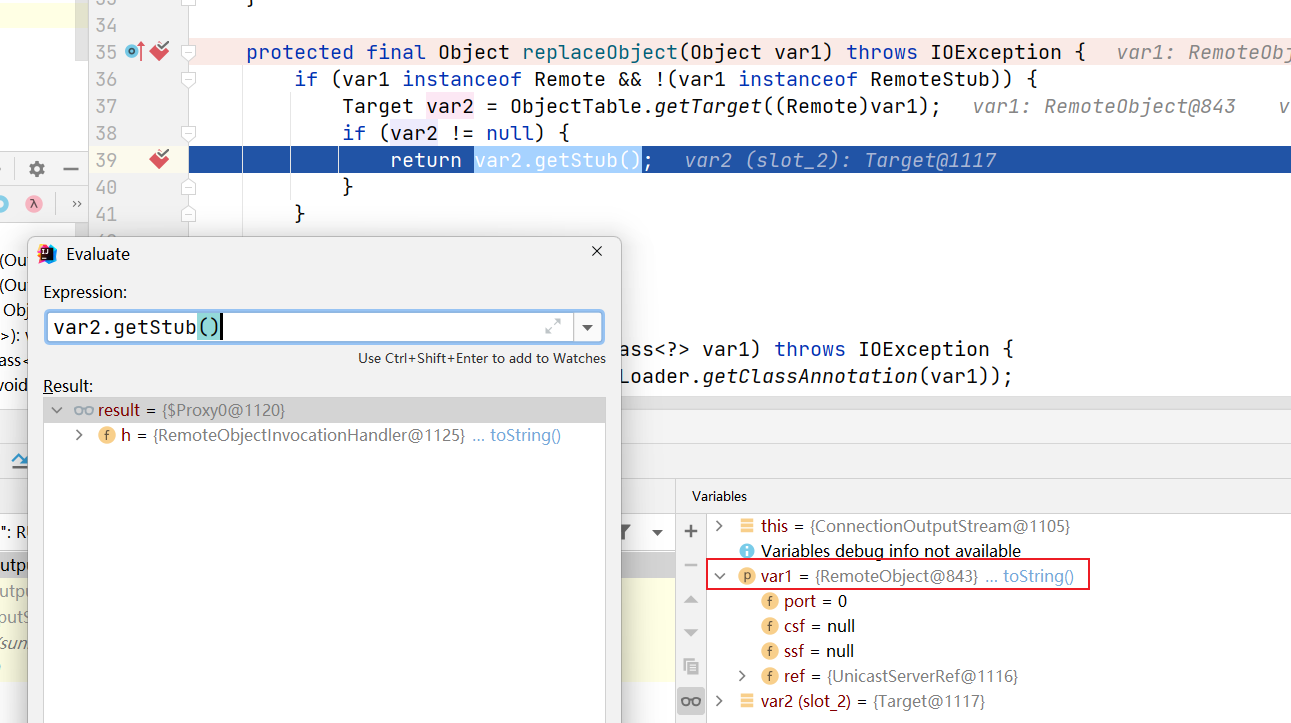 33 }
34
35 protected final Object replaceObject(Object var1) throws IOException { var1: RemoteObj
36 if (var1 instanceof Remote && !(var1 instanceof RemoteStub)) {
37 Target var2 = ObjectTable.getTarget((Remote)var1); var1: RemoteObject@843 v
38 if (var2 != null) {
39 return var2.getStub(); var2 (slot_2): Target@1117
40 }
41 }
λ
»
(Ou
(Ou
Obj
>): v
ass<
void
Evaluate
Expression:
var2.getStub()
Use Ctrl+Shift+Enter to add to Watches
Result:
result = {$Proxy0@1120}
f h = {RemoteObjectInvocationHandler@1125} ... toString()
ass<?> var1) throws IOException {
Loader.getClassAnnotation(var1));
": R
utpu
utpu
putS
(sun
Variables
this = {ConnectionOutputStream@1105}
Variables debug info not available
p var1 = {RemoteObject@843} ... toString()
f port = 0
f csf = null
f ssf = null
f ref = {UnicastServerRef@1116}
var2 (slot_2) = {Target@1117}